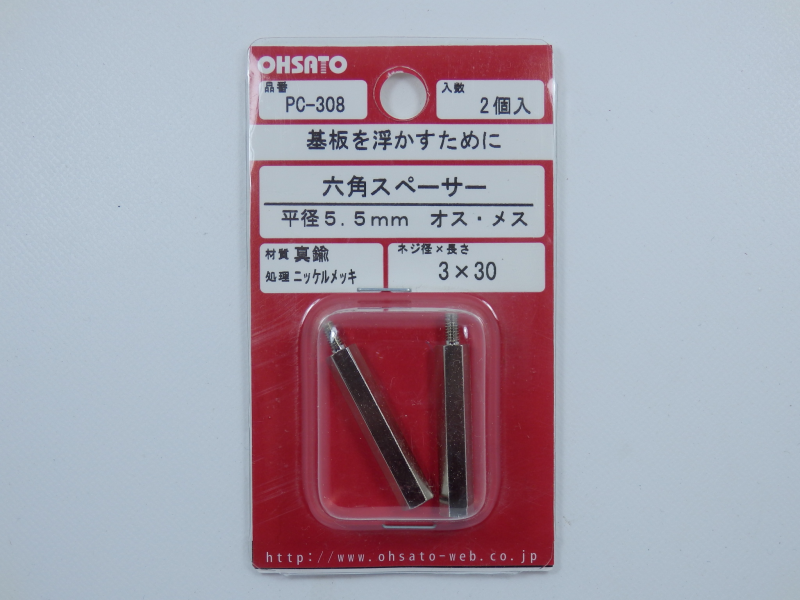 OHSATO
品番
PC-308
入数
2個入
基板を浮かすために
六角スペーサー
平径5.5mm オス・メス
材質 真鍮
処理 ニッケルメッキ
ネジ径×長さ
3×30
http://www.ohsato-web.co.jp